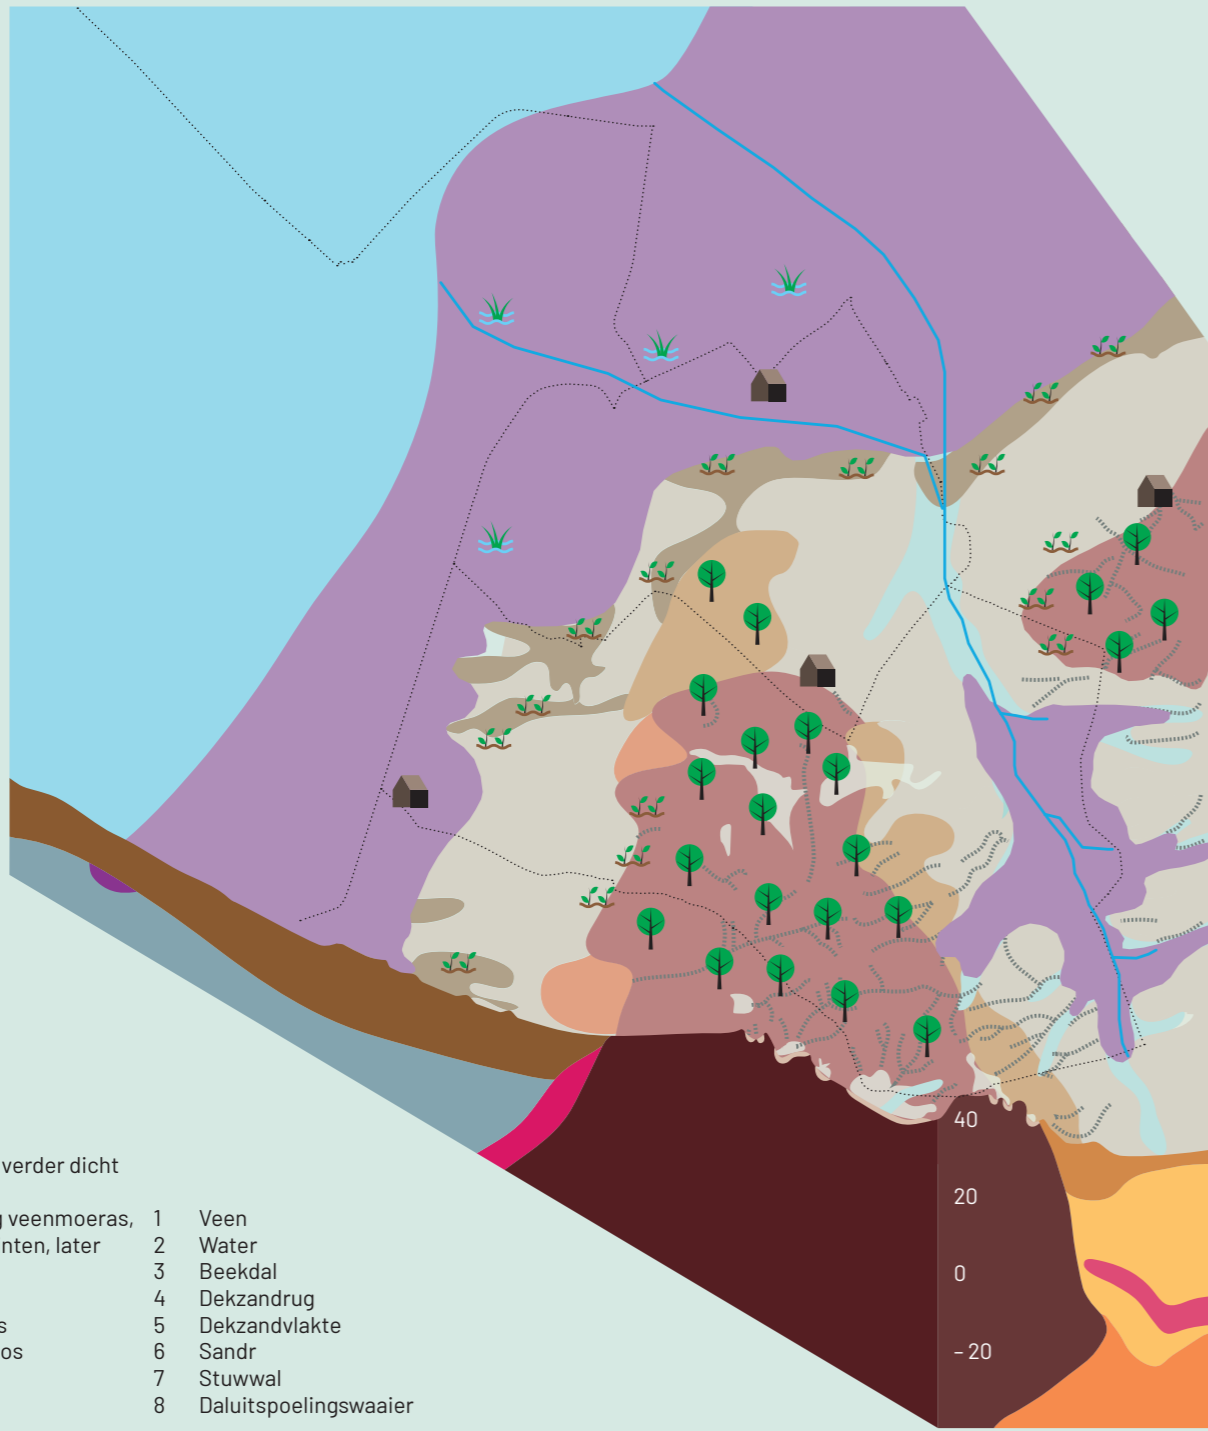 40
20
0
– 20
verder dicht
g veenmoeras,
nten, later
s
os
1 Veen
2 Water
3 Beekdal
4 Dekzandrug
5 Dekzandvlakte
6 Sandr
7 Stuwwal
8 Daluitspoelingswaaier